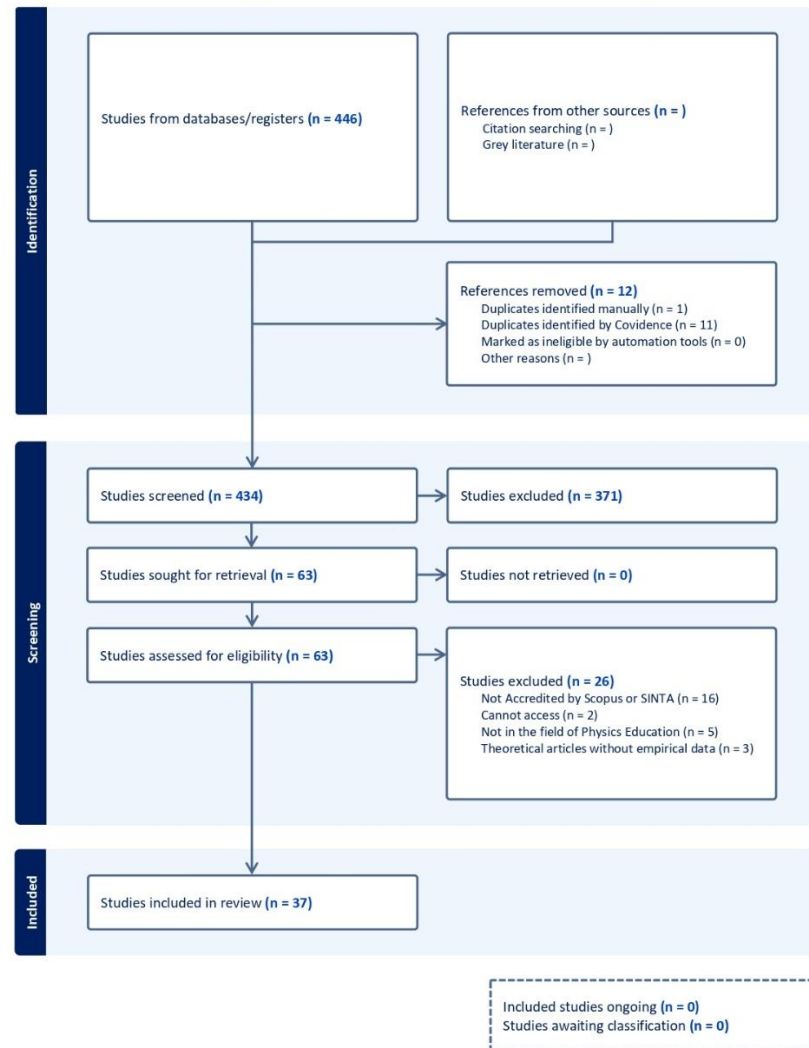 Identification
Studies from databases/registers (n = 446)
References from other sources (n = )
Citation searching (n = )
Grey literature (n = )
References removed (n = 12)
Duplicates identified manually (n = 1)
Duplicates identified by Covidence (n = 11)
Marked as ineligible by automation tools (n = 0)
Other reasons (n = )
Screening
Studies screened (n = 434)
Studies excluded (n = 371)
Studies sought for retrieval (n = 63)
Studies not retrieved (n = 0)
Studies assessed for eligibility (n = 63)
Studies excluded (n = 26)
Not Accredited by Scopus or SINTA (n = 16)
Cannot access (n = 2)
Not in the field of Physics Education (n = 5)
Theoretical articles without empirical data (n = 3)
Included
Studies included in review (n = 37)
Included studies ongoing (n = 0)
Studies awaiting classification (n = 0)